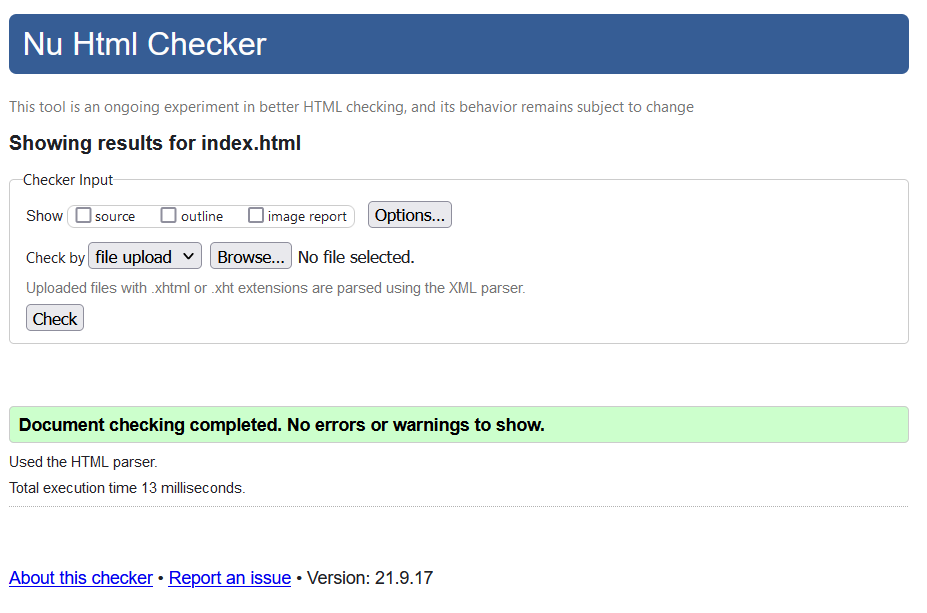 Nu Html Checker
This tool is an ongoing experiment in better HTML checking, and its behavior remains subject to change
Showing results for index.html
Checker Input
Show source outline image report Options...
Check by file upload Browse... No file selected.
Uploaded files with .xhtml or .xht extensions are parsed using the XML parser.
Check
Document checking completed. No errors or warnings to show.
Used the HTML parser.
Total execution time 13 milliseconds.
About this checker • Report an issue • Version: 21.9.17